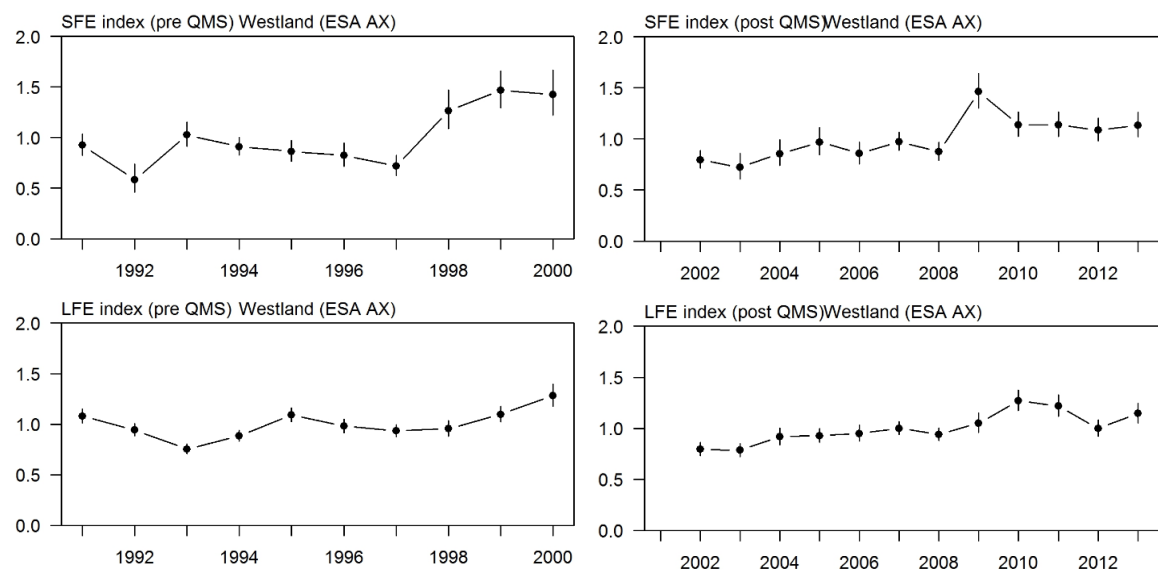 SFE index (pre QMS) Westland (ESA AX)
2.0
1.5
1.0
0.5
0.0
1992 1994 1996 1998 2000
SFE index (post QMS)Westland (ESA AX)
2.0
1.5
1.0
0.5
0.0
2002 2004 2006 2008 2010 2012
LFE index (pre QMS) Westland (ESA AX)
2.0
1.5
1.0
0.5
0.0
1992 1994 1996 1998 2000
LFE index (post QMS)Westland (ESA AX)
2.0
1.5
1.0
0.5
0.0
2002 2004 2006 2008 2010 2012